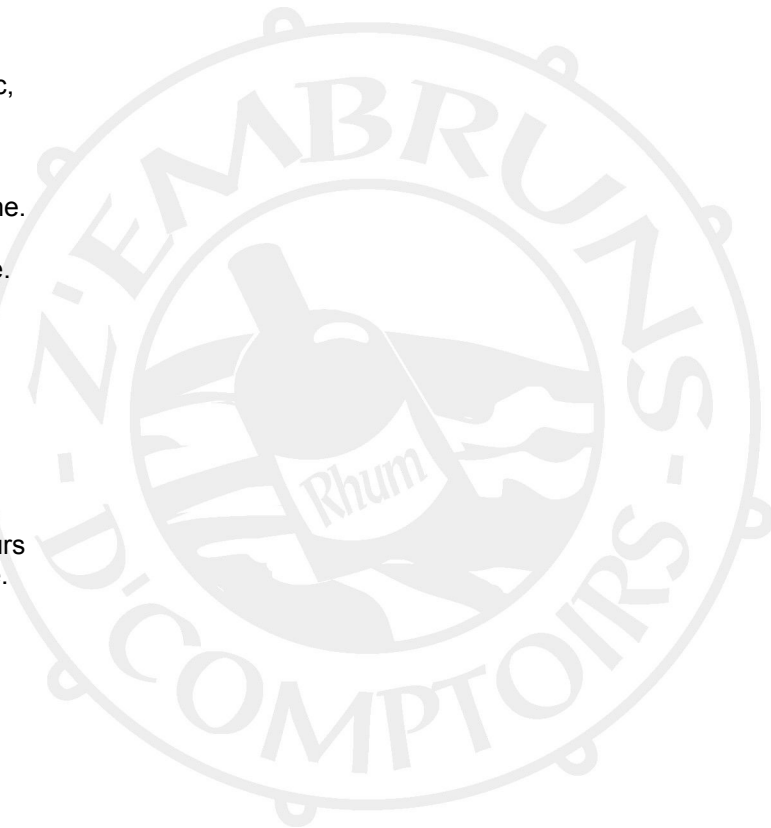 c,
ne.
e.
urs
.
Z'EMBRUNS
- D'COMPTOIRS -
Rhum